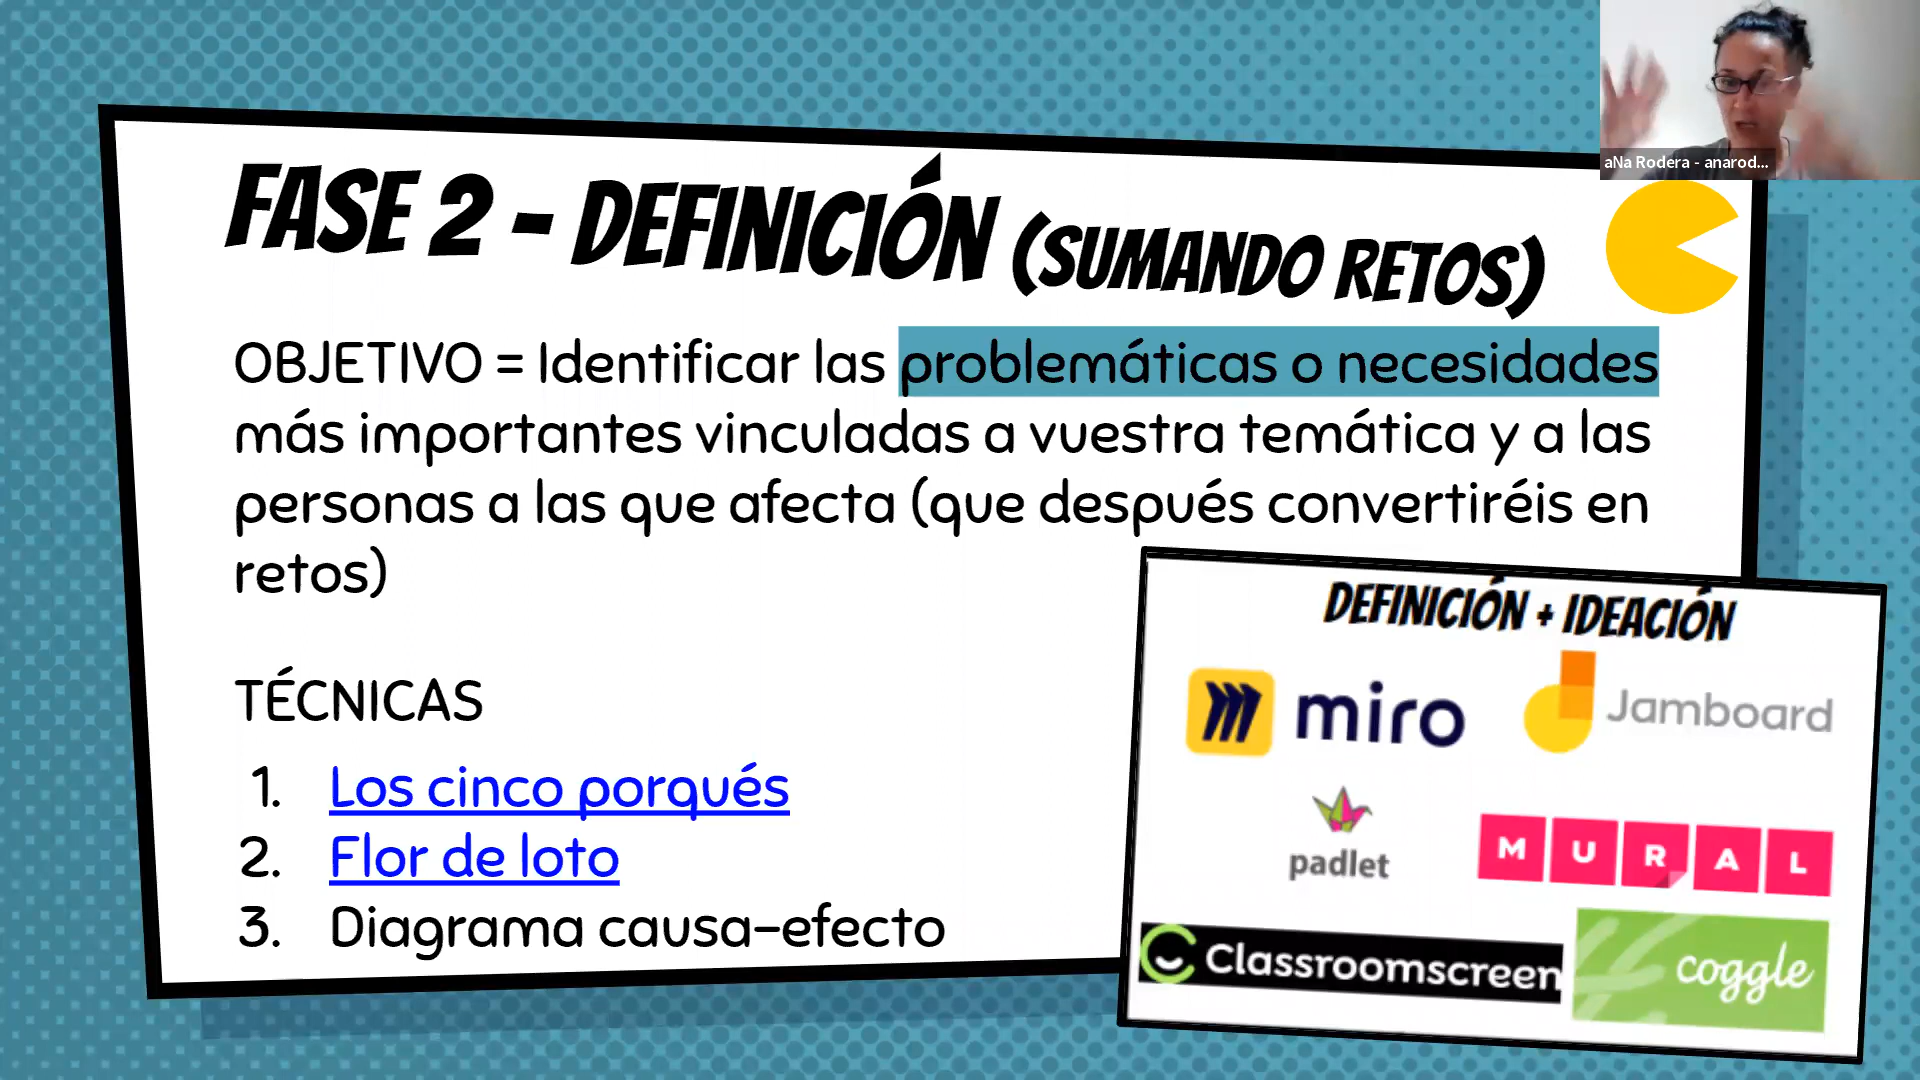 aNa Rodera - anarod...
FASE 2 - DEFINICIÓN (SUMANDO RETOS)
OBJETIVO = Identificar las problemáticas o necesidades
más importantes vinculadas a vuestra temática y a las
personas a las que afecta (que después convertiréis en
retos)
TÉCNICAS
1. Los cinco porqués
2. Flor de loto
3. Diagrama causa-efecto
DEFINICIÓN + IDEACIÓN
miro
Jamboard
padlet
MURAL
Classroomscreen
coggle